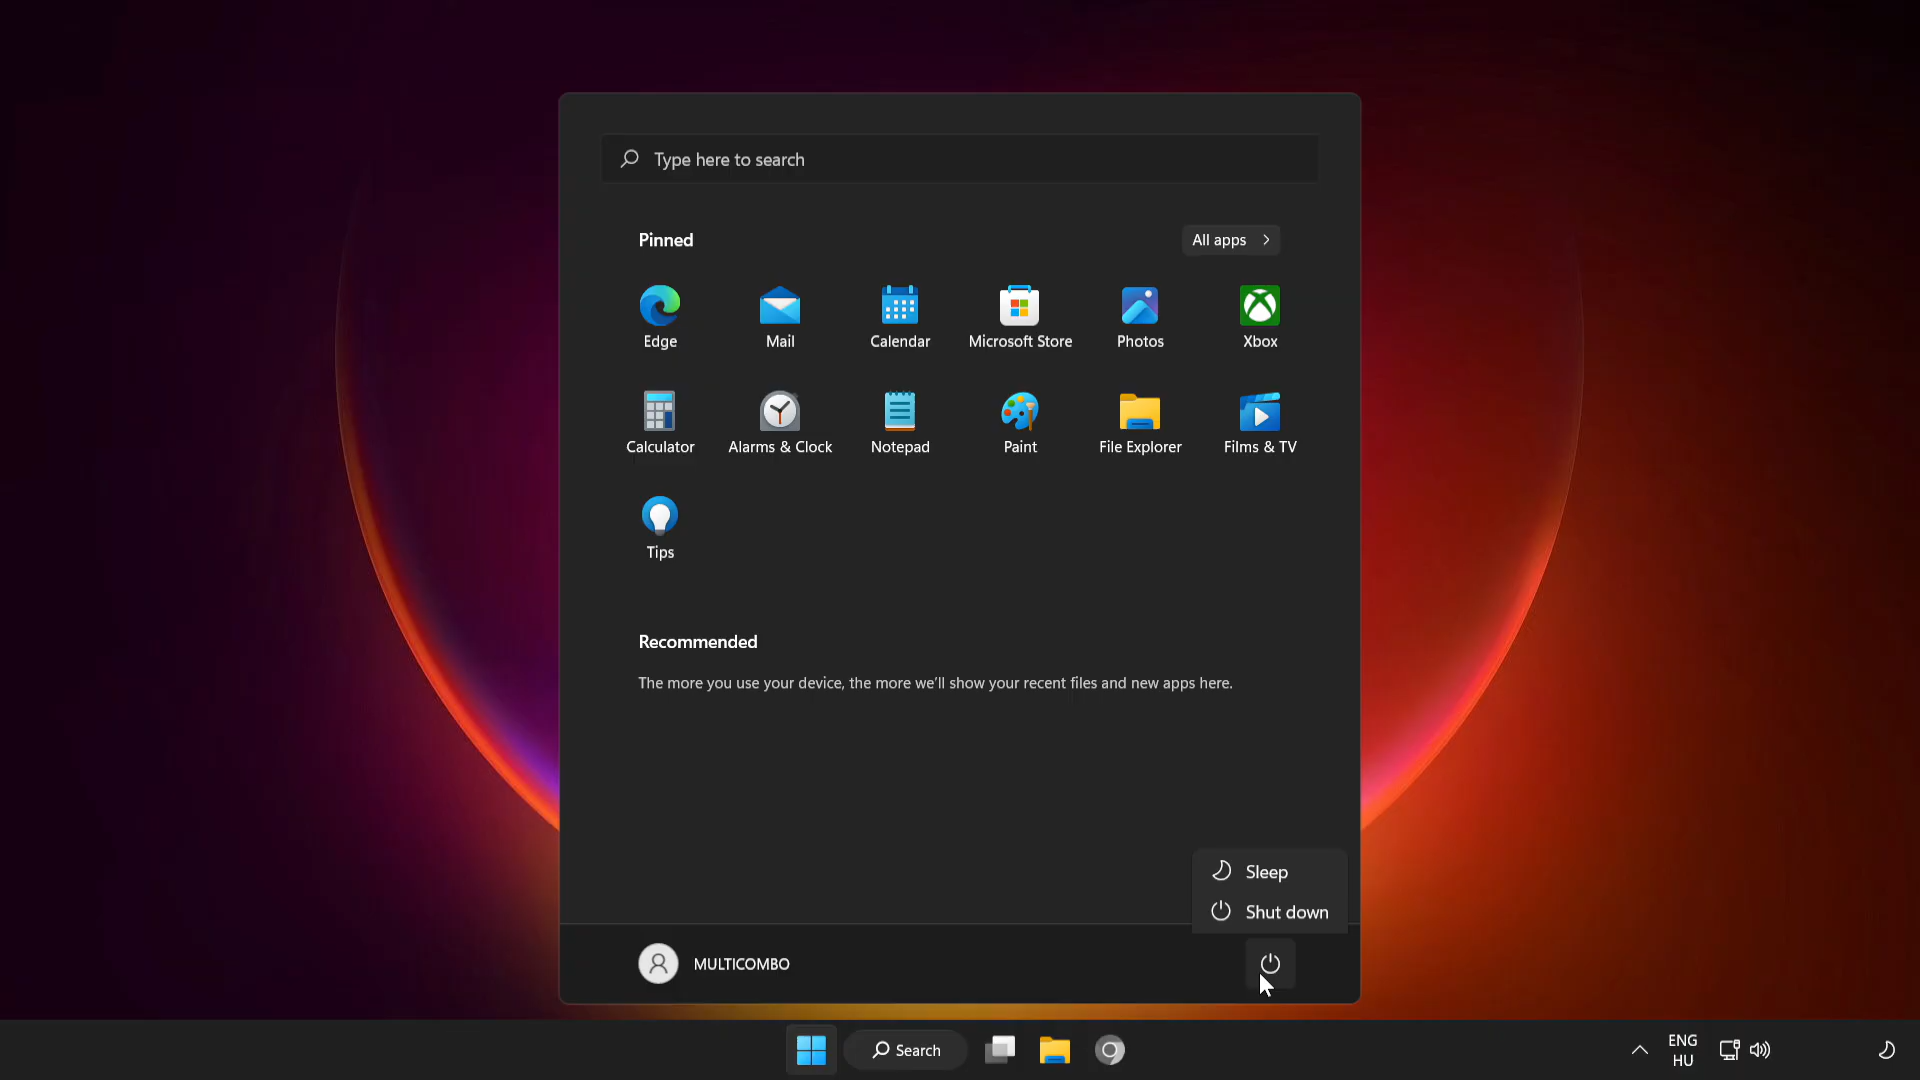 Type here to search
Pinned
All apps
Edge
Mail
Calendar
Microsoft Store
Photos
Xbox
Calculator
Alarms & Clock
Notepad
Paint
File Explorer
Films & TV
Tips
Recommended
The more you use your device, the more we’ll show your recent files and new apps here.
Sleep
Shut down
MULTICOMBO
Search
ENG
HU